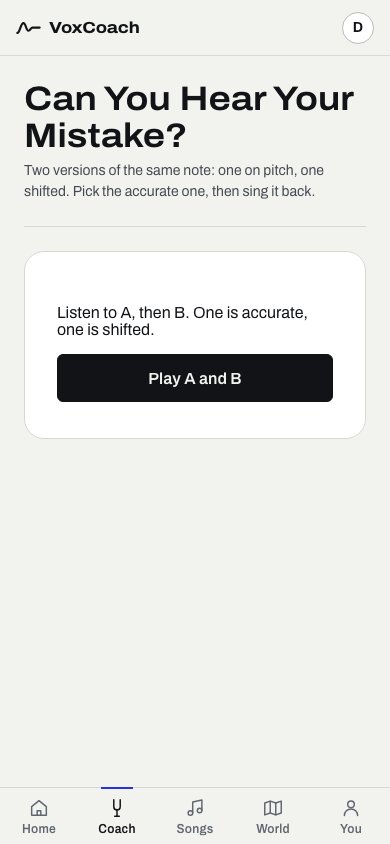 VoxCoach
D
Can You Hear Your
Mistake?
Two versions of the same note: one on pitch, one
shifted. Pick the accurate one, then sing it back.
Listen to A, then B. One is accurate,
one is shifted.
Play A and B
Home
Coach
Songs
World
You